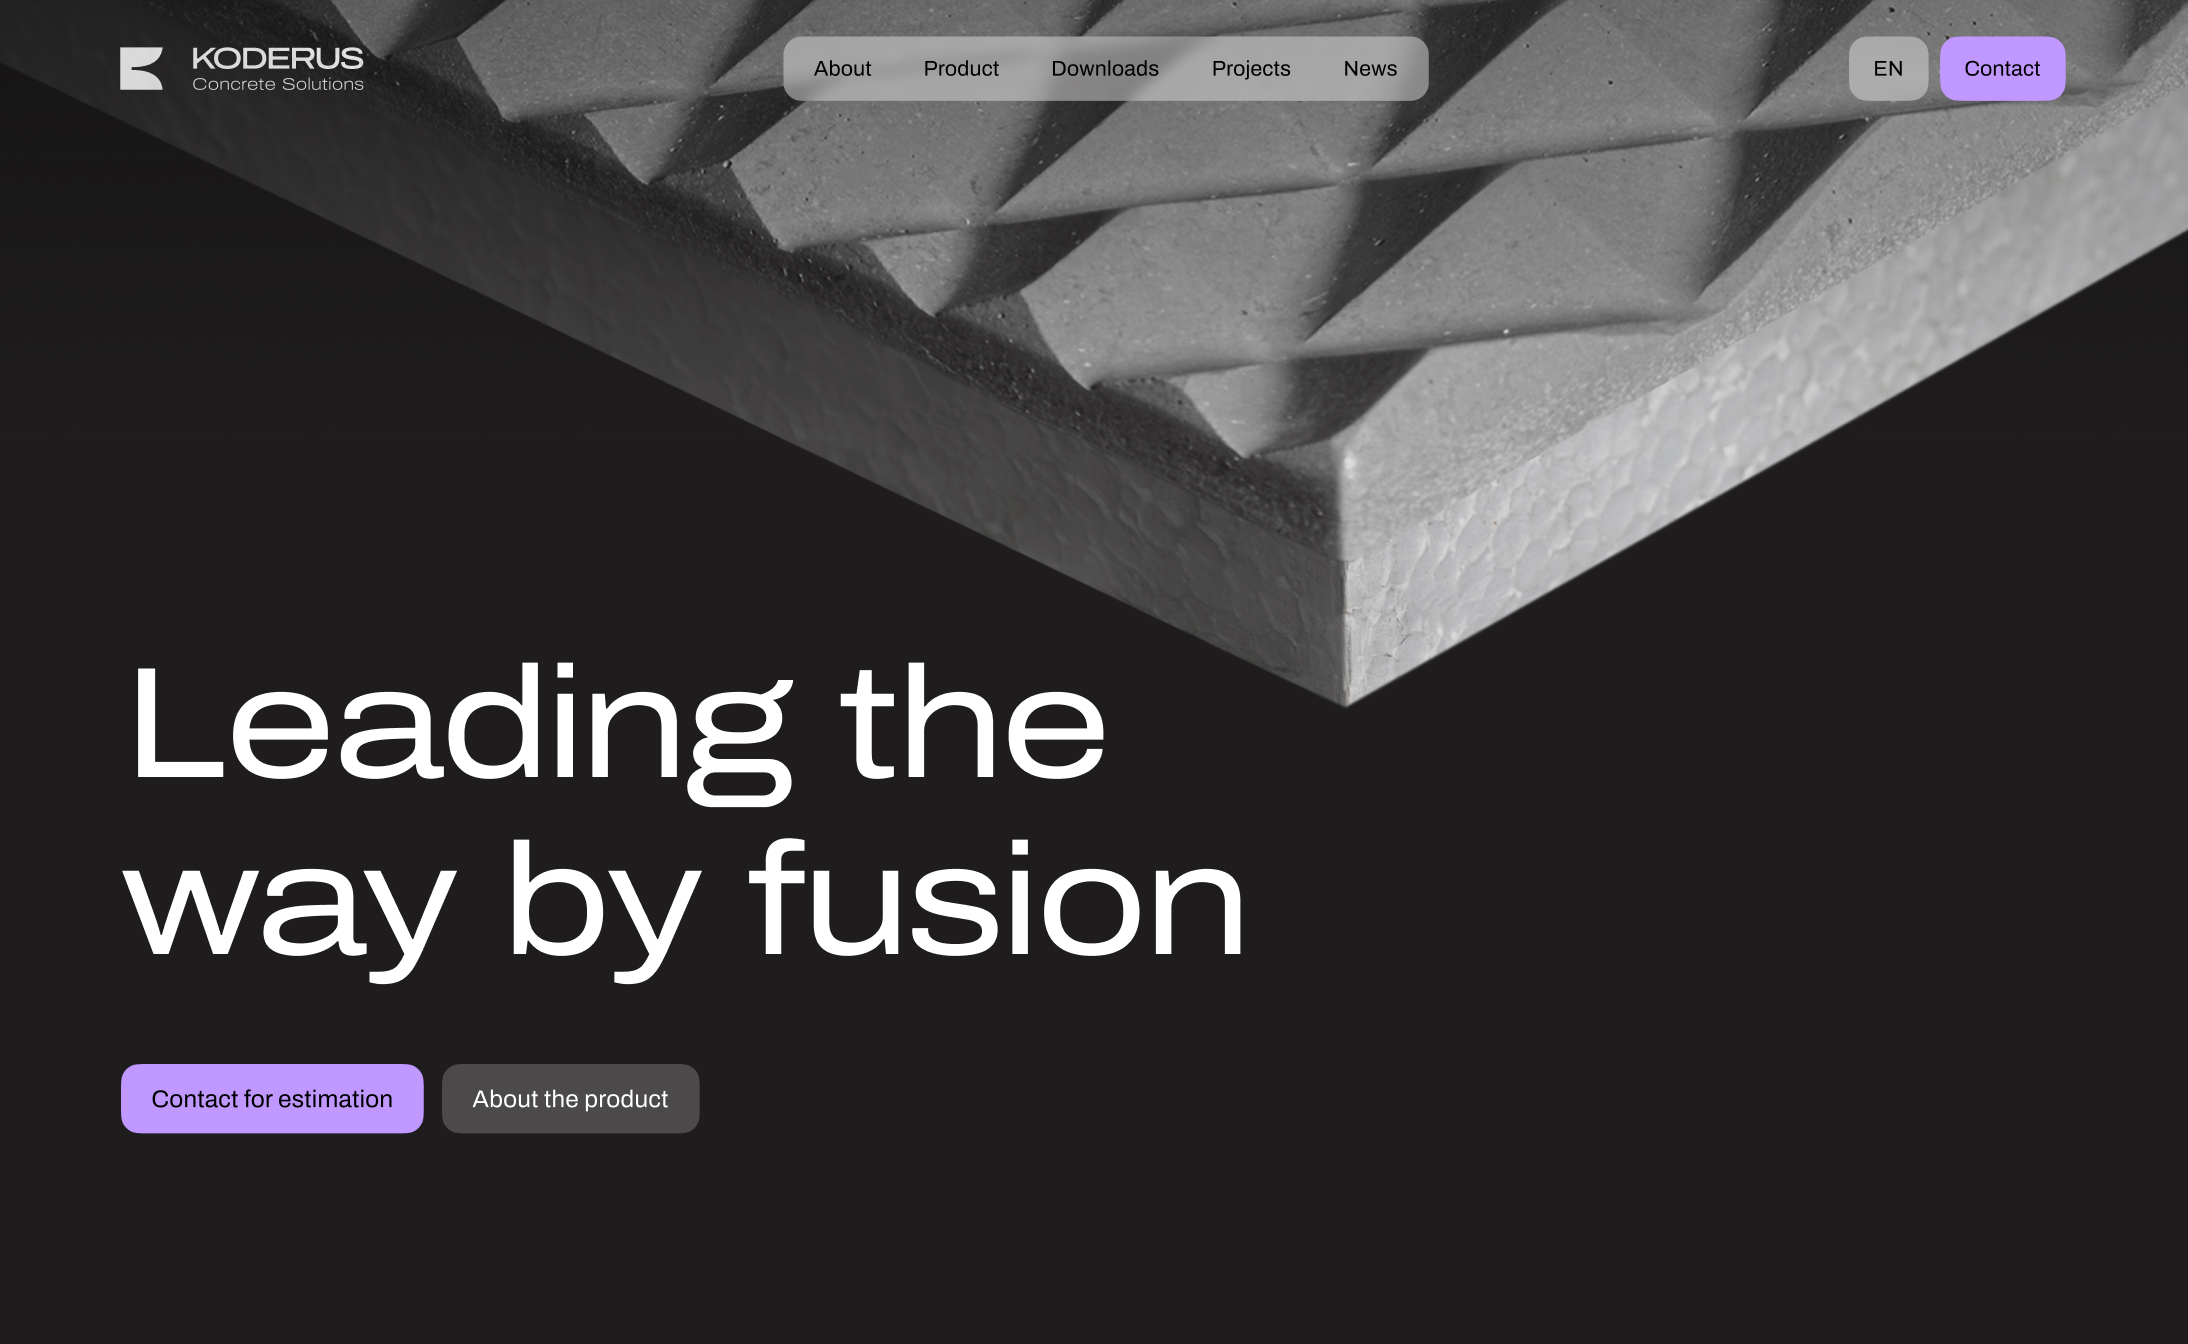 KODERUS
Concrete Solutions
About Product Downloads Projects News
EN Contact
Leading the
way by fusion
Contact for estimation About the product